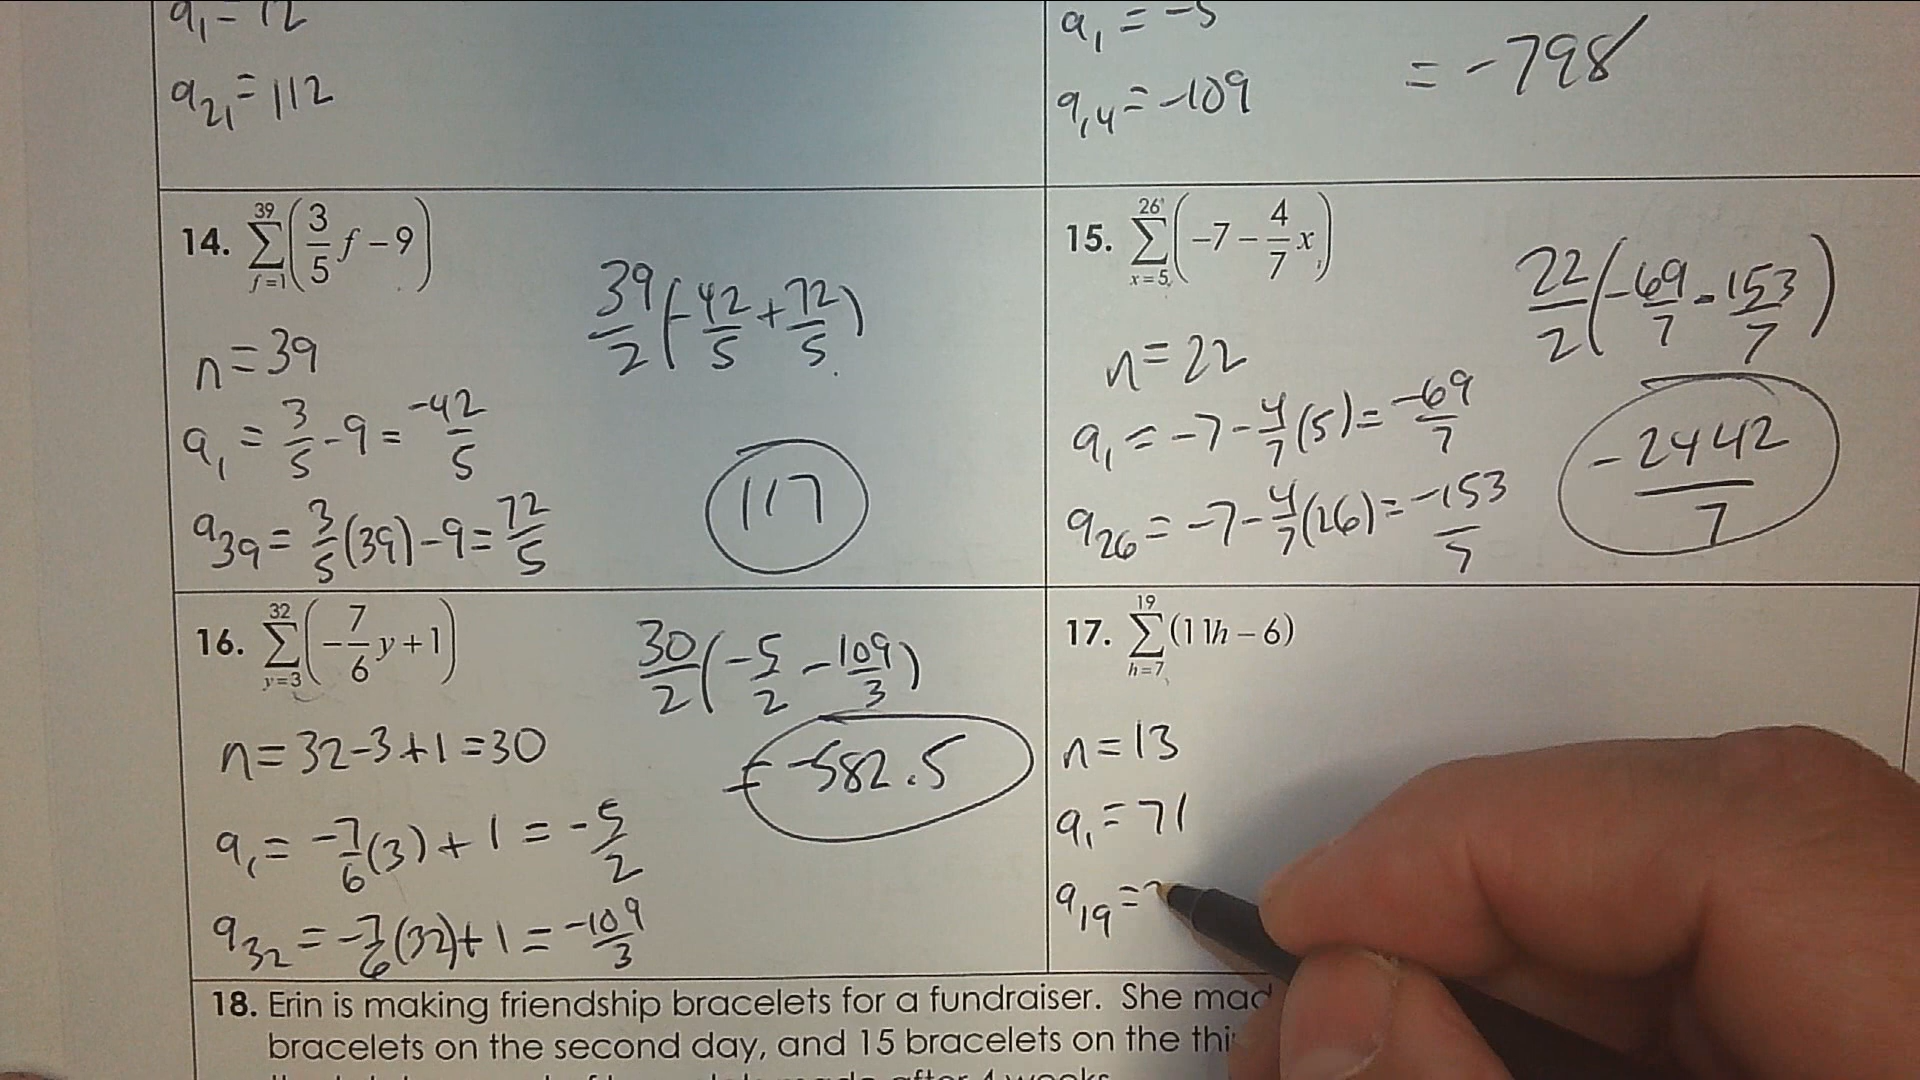 a₁ = 12
a₂₁ = 112
a₁ = -5
a₁₄ = -109
= -798
14. ∑_{f=1}^{39} (3/5 f – 9)
n = 39
a₁ = 3/5 - 9 = -42/5
a₃₉ = 3/5 (39) - 9 = 72/5
39/2 (-42/5 + 72/5)
117
15. ∑_{x=5}^{26} (–7 – 4/7 x)
n = 22
a₁ = -7 - 4/7 (5) = -69/7
a₂₆ = -7 - 4/7 (26) = -153/7
22/2 (-69/7 - 153/7)
-2442/7
16. ∑_{y=3}^{32} (–7/6 y + 1)
n = 32 - 3 + 1 = 30
a₁ = -7/6 (3) + 1 = -5/2
a₃₂ = -7/6 (32) + 1 = -109/3
30/2 (-5/2 - 109/3)
= -582.5
17. ∑_{h=7}^{19} (11h – 6)
n = 13
a₁ = 71
a₁₉ =
18. Erin is making friendship bracelets for a fundraiser. She
bracelets on the second day, and 15 bracelets on the
after 4 weeks